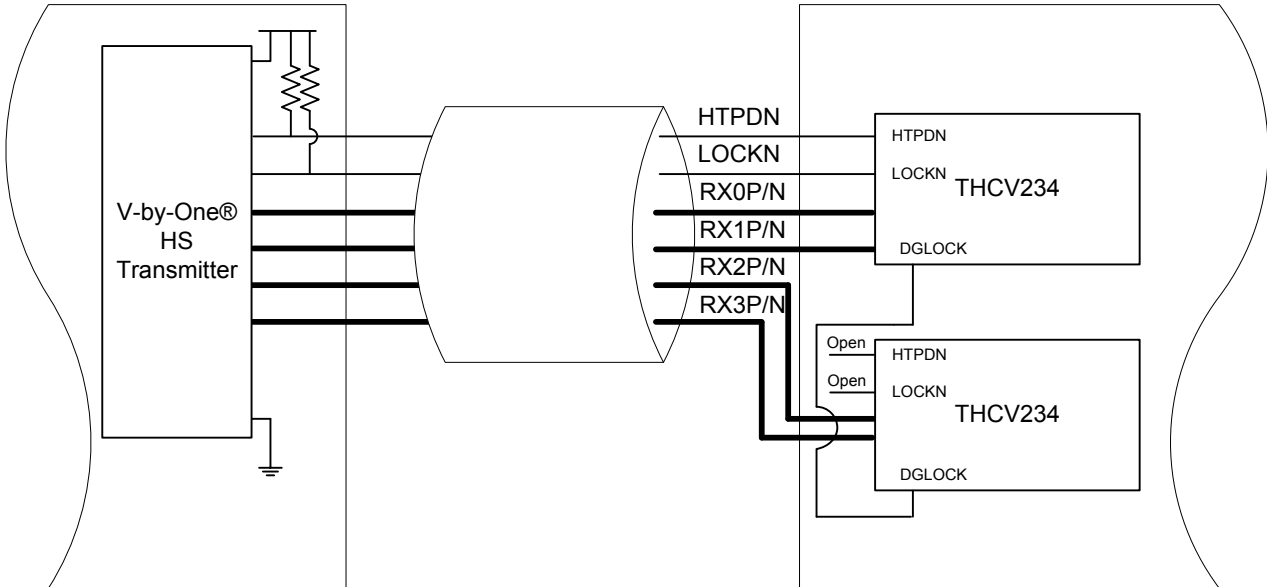 V-by-One®
HS
Transmitter
HTPDN
LOCKN
RX0P/N
RX1P/N
RX2P/N
RX3P/N
HTPDN
LOCKN
THCV234
DGLOCK
Open
HTPDN
Open
LOCKN
THCV234
DGLOCK